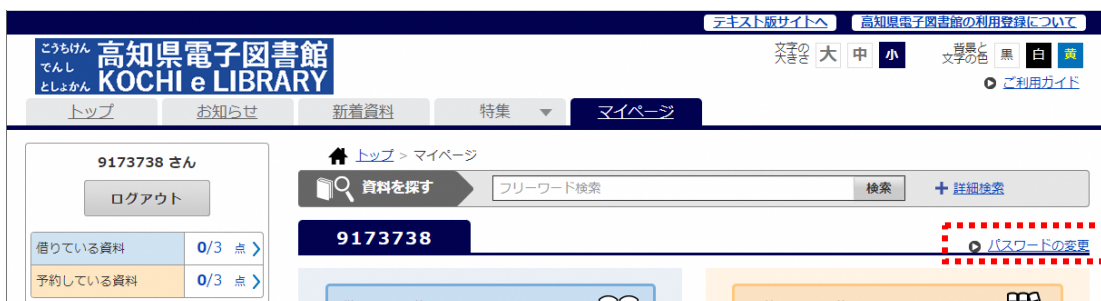 テキスト版サイトへ 高知県電子図書館の利用登録について
こうちけん でんし としょかん 高知県電子図書館 KOCHI e LIBRARY
文字の大きさ 大 中 小 背景と文字の色 黒 白 黄
ご利用ガイド
トップ お知らせ 新着資料 特集 マイページ
9173738 さん
トップ > マイページ
ログアウト
資料を探す フリーワード検索 検索 詳細検索
借りている資料 0/3 点
9173738 パスワードの変更
予約している資料 0/3 点